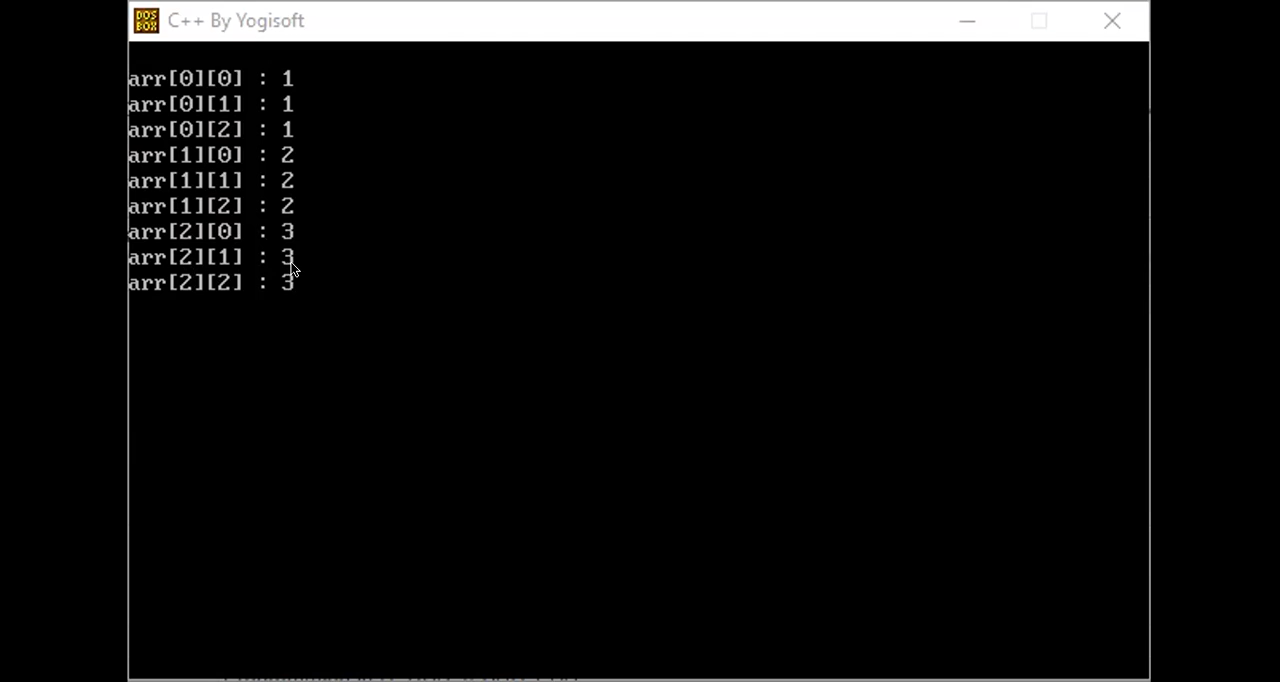 DOS
BOX
C++ By Yogisoft
arr[0][0] : 1
arr[0][1] : 1
arr[0][2] : 1
arr[1][0] : 2
arr[1][1] : 2
arr[1][2] : 2
arr[2][0] : 3
arr[2][1] : 3
arr[2][2] : 3